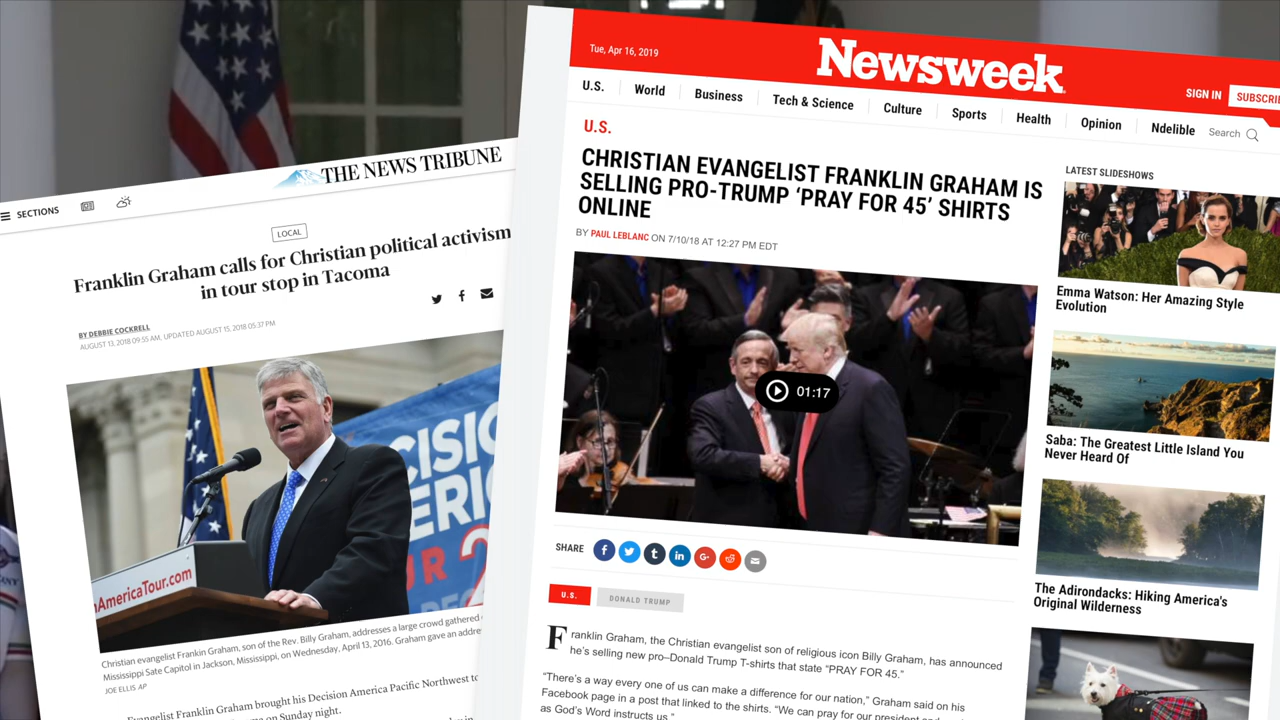 THE NEWS TRIBUNE
SECTIONS
LOCAL
Franklin Graham calls for Christian political activism
in tour stop in Tacoma
BY DEBBIE COCKRELL
AUGUST 13, 2018 09:55 AM, UPDATED AUGUST 15, 2018 05:37 PM
CISIO
ERIC
UR 2
AmericaTour.com
Christian evangelist Frankin Graham, son of the Rev. Billy Graham, addresses a large crowd gathered
Mississippi Sate Capitol in Jackson, Mississippi, on Wednesday, April 13, 2016. Graham gave an addre
JOE ELLIS AP
Evangelist Franklin Graham brought his Decision America Pacific Northwest to
on Sunday night.
Tue, Apr 16, 2019
Newsweek
SIGN IN
SUBSCRI
U.S.
World
Business
Tech & Science
Culture
Sports
Health
Opinion
Ndelible
Search
U.S.
CHRISTIAN EVANGELIST FRANKLIN GRAHAM IS
SELLING PRO-TRUMP ‘PRAY FOR 45’ SHIRTS
ONLINE
BY PAUL LEBLANC ON 7/10/18 AT 12:27 PM EDT
01:17
SHARE
U.S.
DONALD TRUMP
Franklin Graham, the Christian evangelist son of religious icon Billy Graham, has announced
he's selling new pro–Donald Trump T-shirts that state “PRAY FOR 45.”
“There's a way every one of us can make a difference for our nation,” Graham said on his
Facebook page in a post that linked to the shirts. “We can pray for our president and
as God's Word instructs us.”
LATEST SLIDESHOWS
Emma Watson: Her Amazing Style
Evolution
Saba: The Greatest Little Island You
Never Heard Of
The Adirondacks: Hiking America's
Original Wilderness